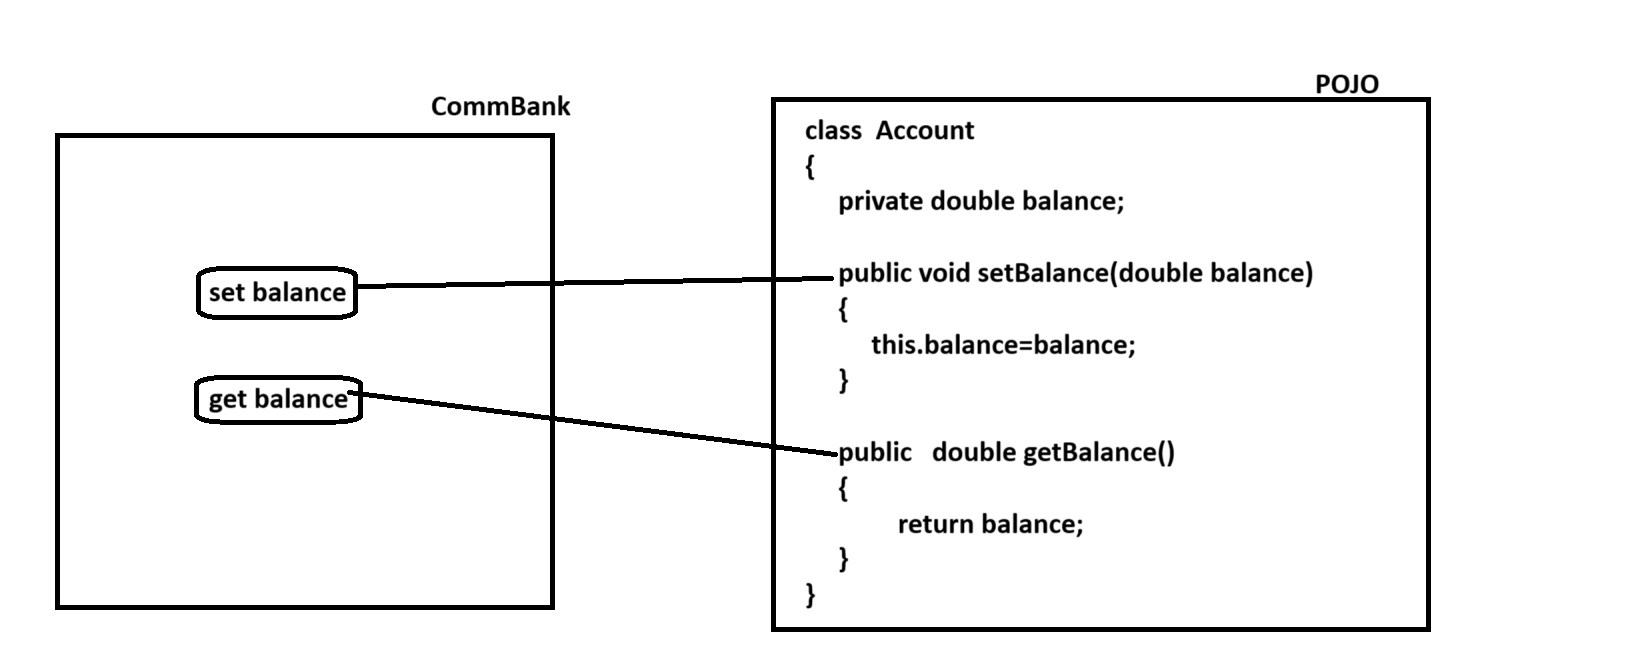 CommBank
set balance
get balance
POJO
class  Account
{
private double balance;
public void setBalance(double balance)
{
this.balance=balance;
}
public   double getBalance()
{
return balance;
}
}